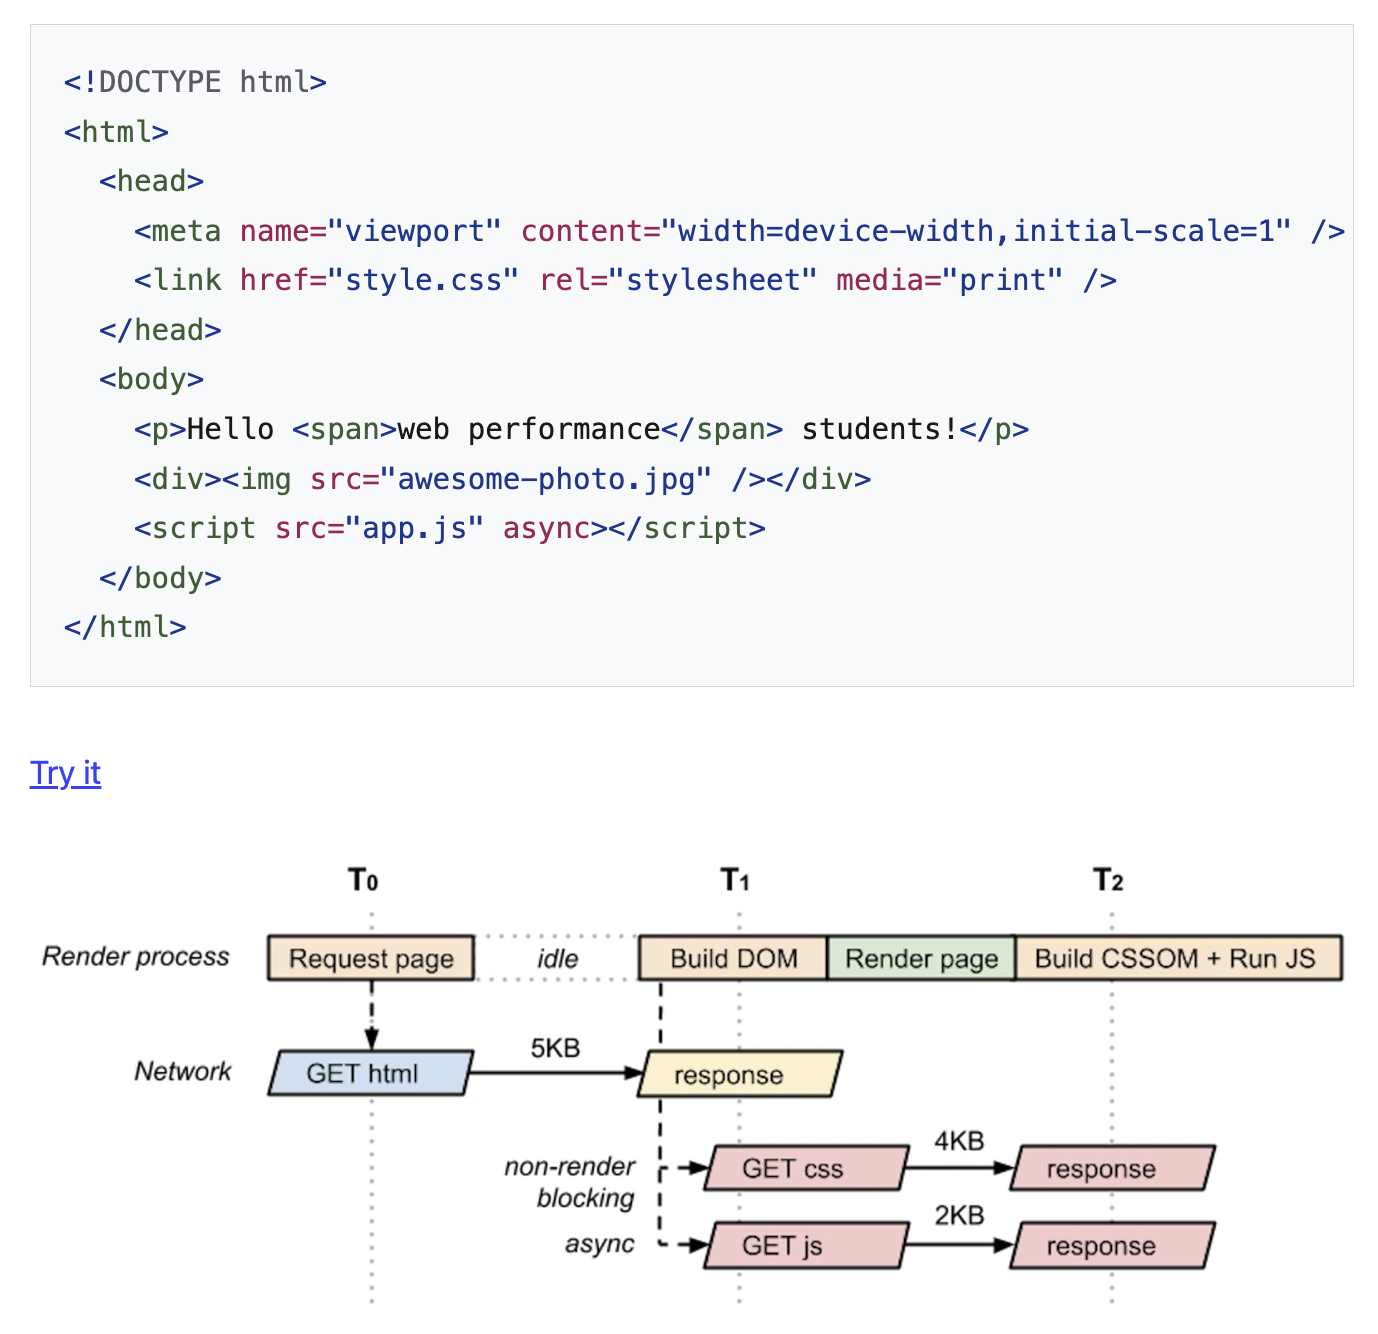 <!DOCTYPE html>
<html>
  <head>
    <meta name="viewport" content="width=device-width,initial-scale=1" />
    <link href="style.css" rel="stylesheet" media="print" />
  </head>
  <body>
    <p>Hello <span>web performance</span> students!</p>
    <div><img src="awesome-photo.jpg" /></div>
    <script src="app.js" async></script>
  </body>
</html>
Try it
T0 T1 T2
Render process Request page idle Build DOM Render page Build CSSOM + Run JS
5KB
Network GET html response
4KB
non-render GET css response
blocking
2KB
async GET js response